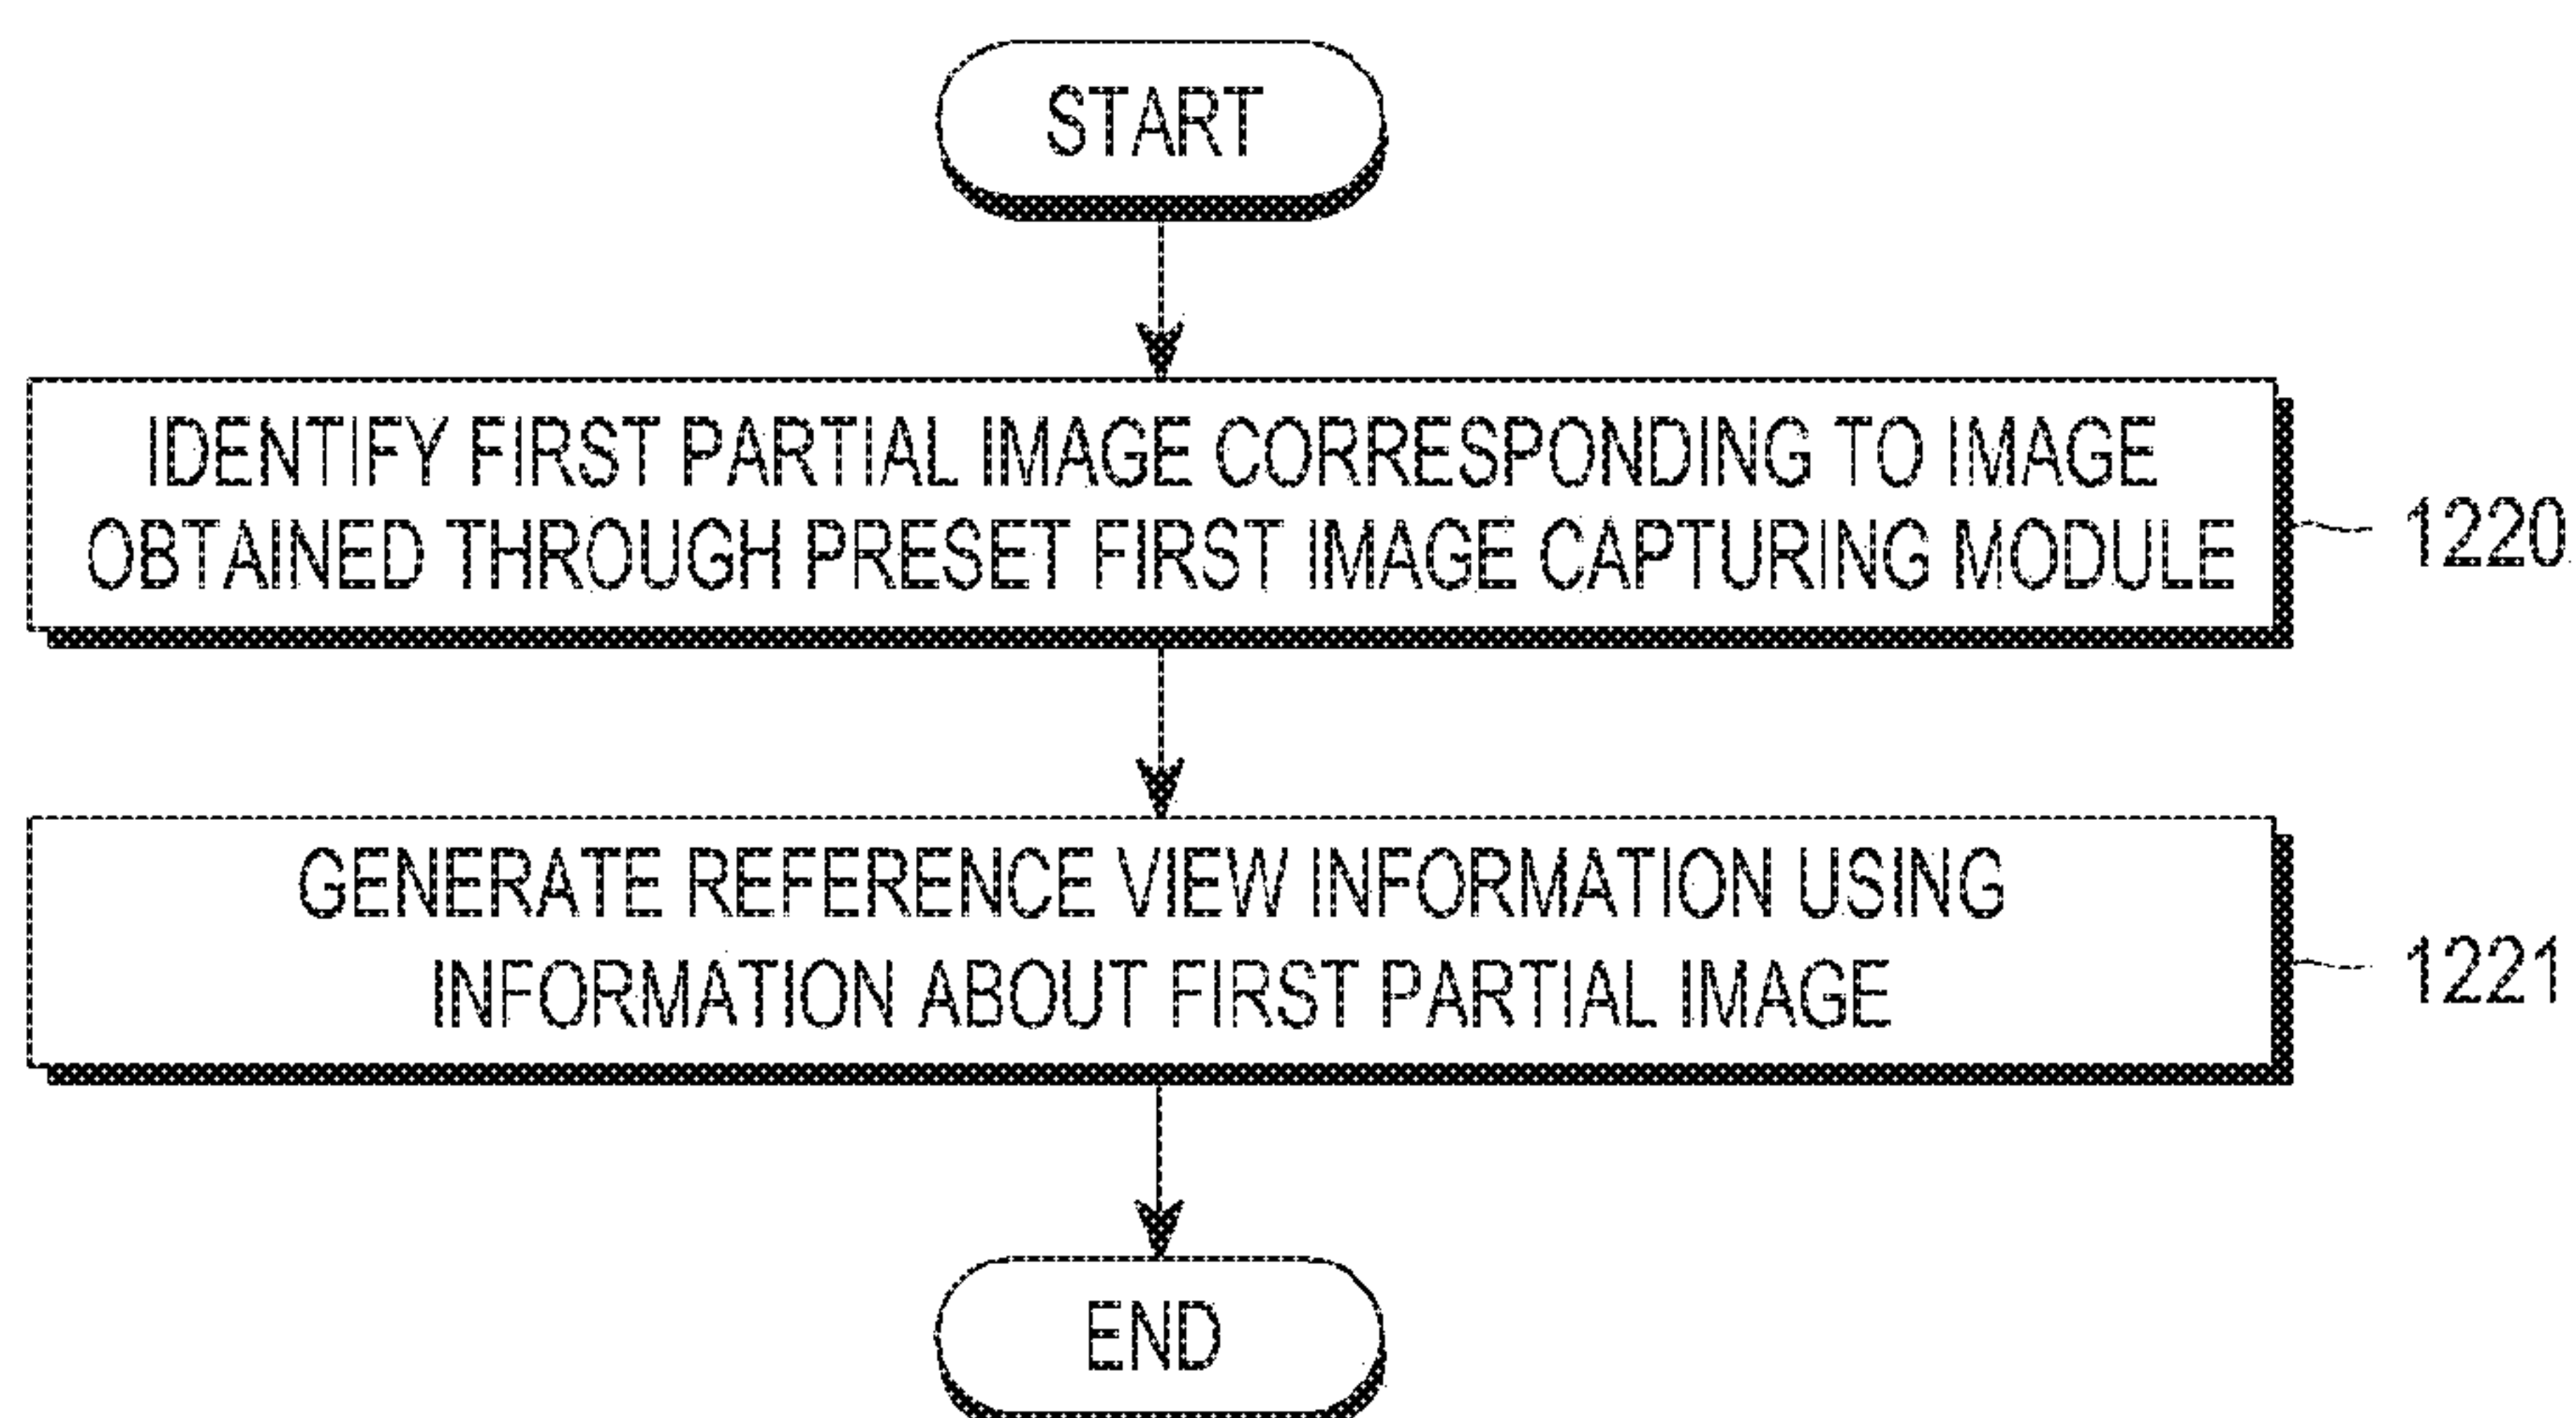 START
IDENTIFY FIRST PARTIAL IMAGE CORRESPONDING TO IMAGE
OBTAINED THROUGH PRESET FIRST IMAGE CAPTURING MODULE
1220
GENERATE REFERENCE VIEW INFORMATION USING
INFORMATION ABOUT FIRST PARTIAL IMAGE
1221
END